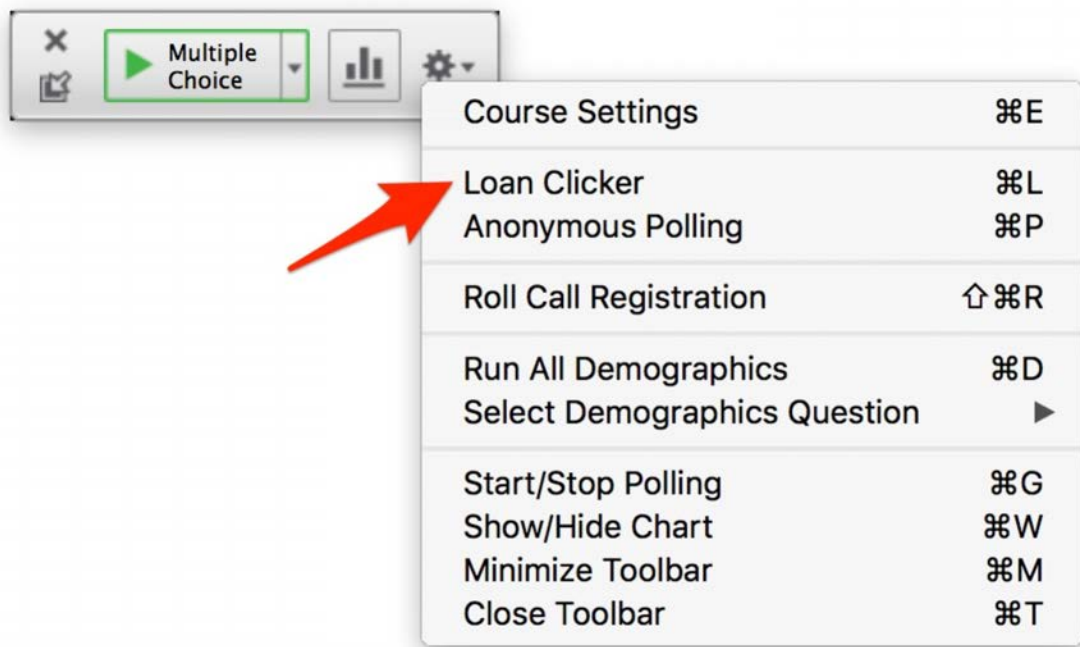 Multiple
Choice
Course Settings ⌘E
Loan Clicker ⌘L
Anonymous Polling ⌘P
Roll Call Registration ⇧⌘R
Run All Demographics ⌘D
Select Demographics Question ▶
Start/Stop Polling ⌘G
Show/Hide Chart ⌘W
Minimize Toolbar ⌘M
Close Toolbar ⌘T